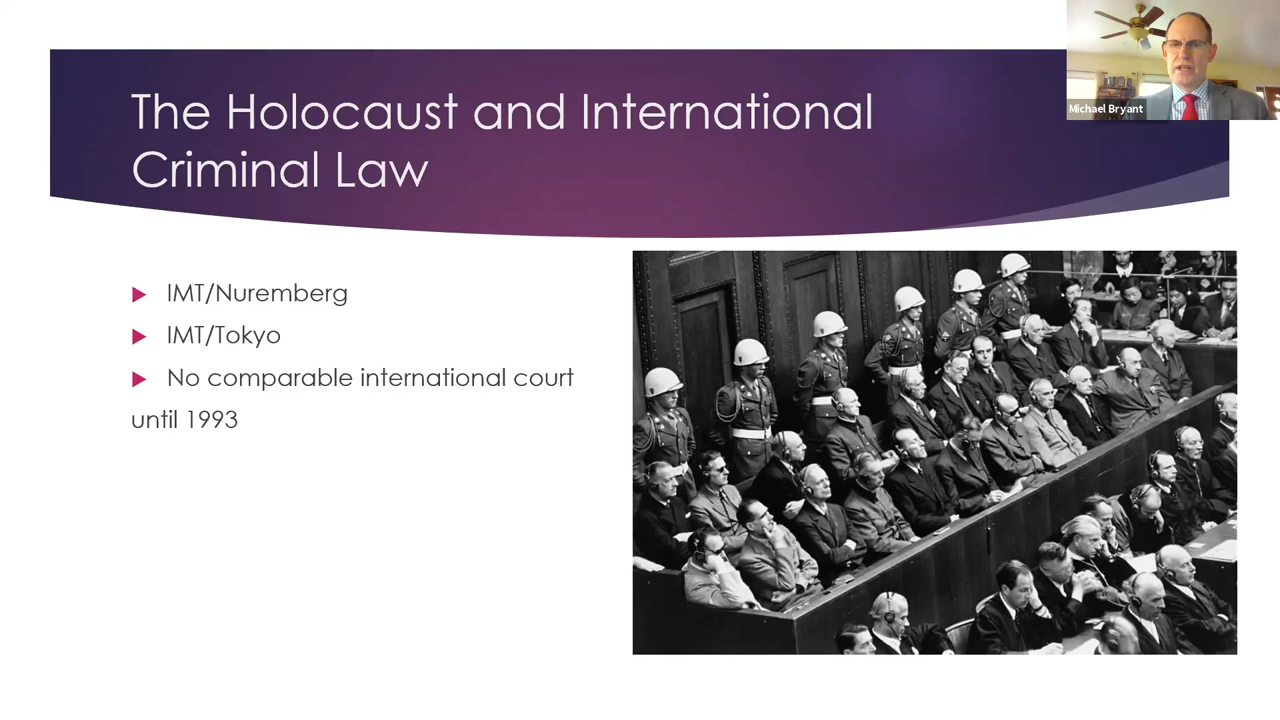 The Holocaust and International
Criminal Law
Michael Bryant
IMT/Nuremberg
IMT/Tokyo
No comparable international court
until 1993